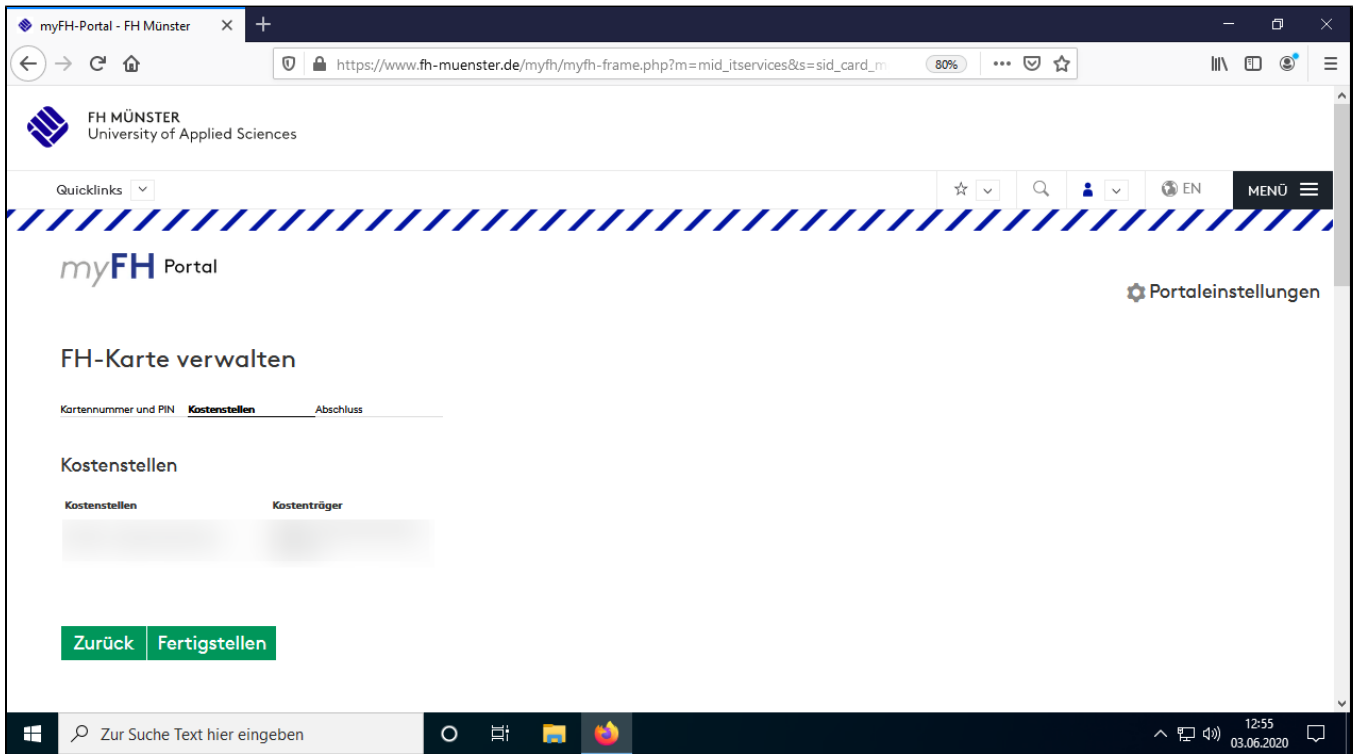 myFH-Portal - FH Münster
https://www.fh-muenster.de/myfh/myfh-frame.php?m=mid_itservices&s=sid_card_m
80%
FH MÜNSTER
University of Applied Sciences
Quicklinks
EN
MENÜ
myFH Portal
Portaleinstellungen
FH-Karte verwalten
Kartennummer und PIN Kostenstellen Abschluss
Kostenstellen
Kostenstellen Kostenträger
Zurück Fertigstellen
Zur Suche Text hier eingeben
12:55
03.06.2020